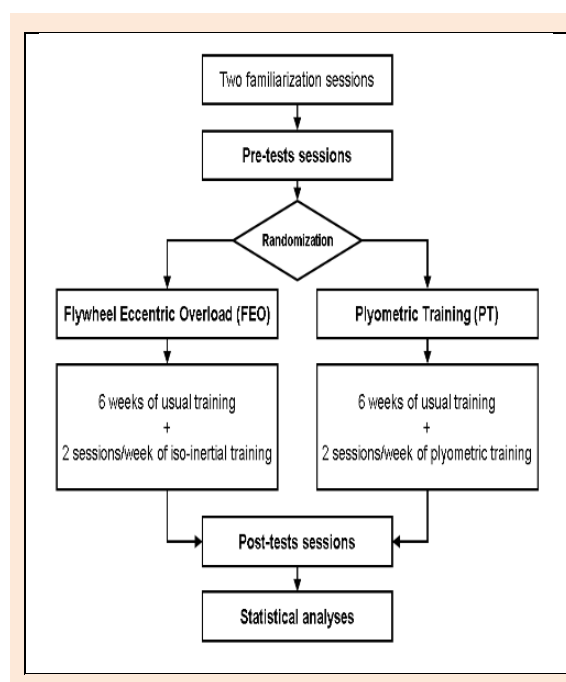 Two familiarization sessions
Pre-tests sessions
Randomization
Flywheel Eccentric Overload (FEO)
Plyometric Training (PT)
6 weeks of usual training
+
2 sessions/week of iso-inertial training
6 weeks of usual training
+
2 sessions/week of plyometric training
Post-tests sessions
Statistical analyses